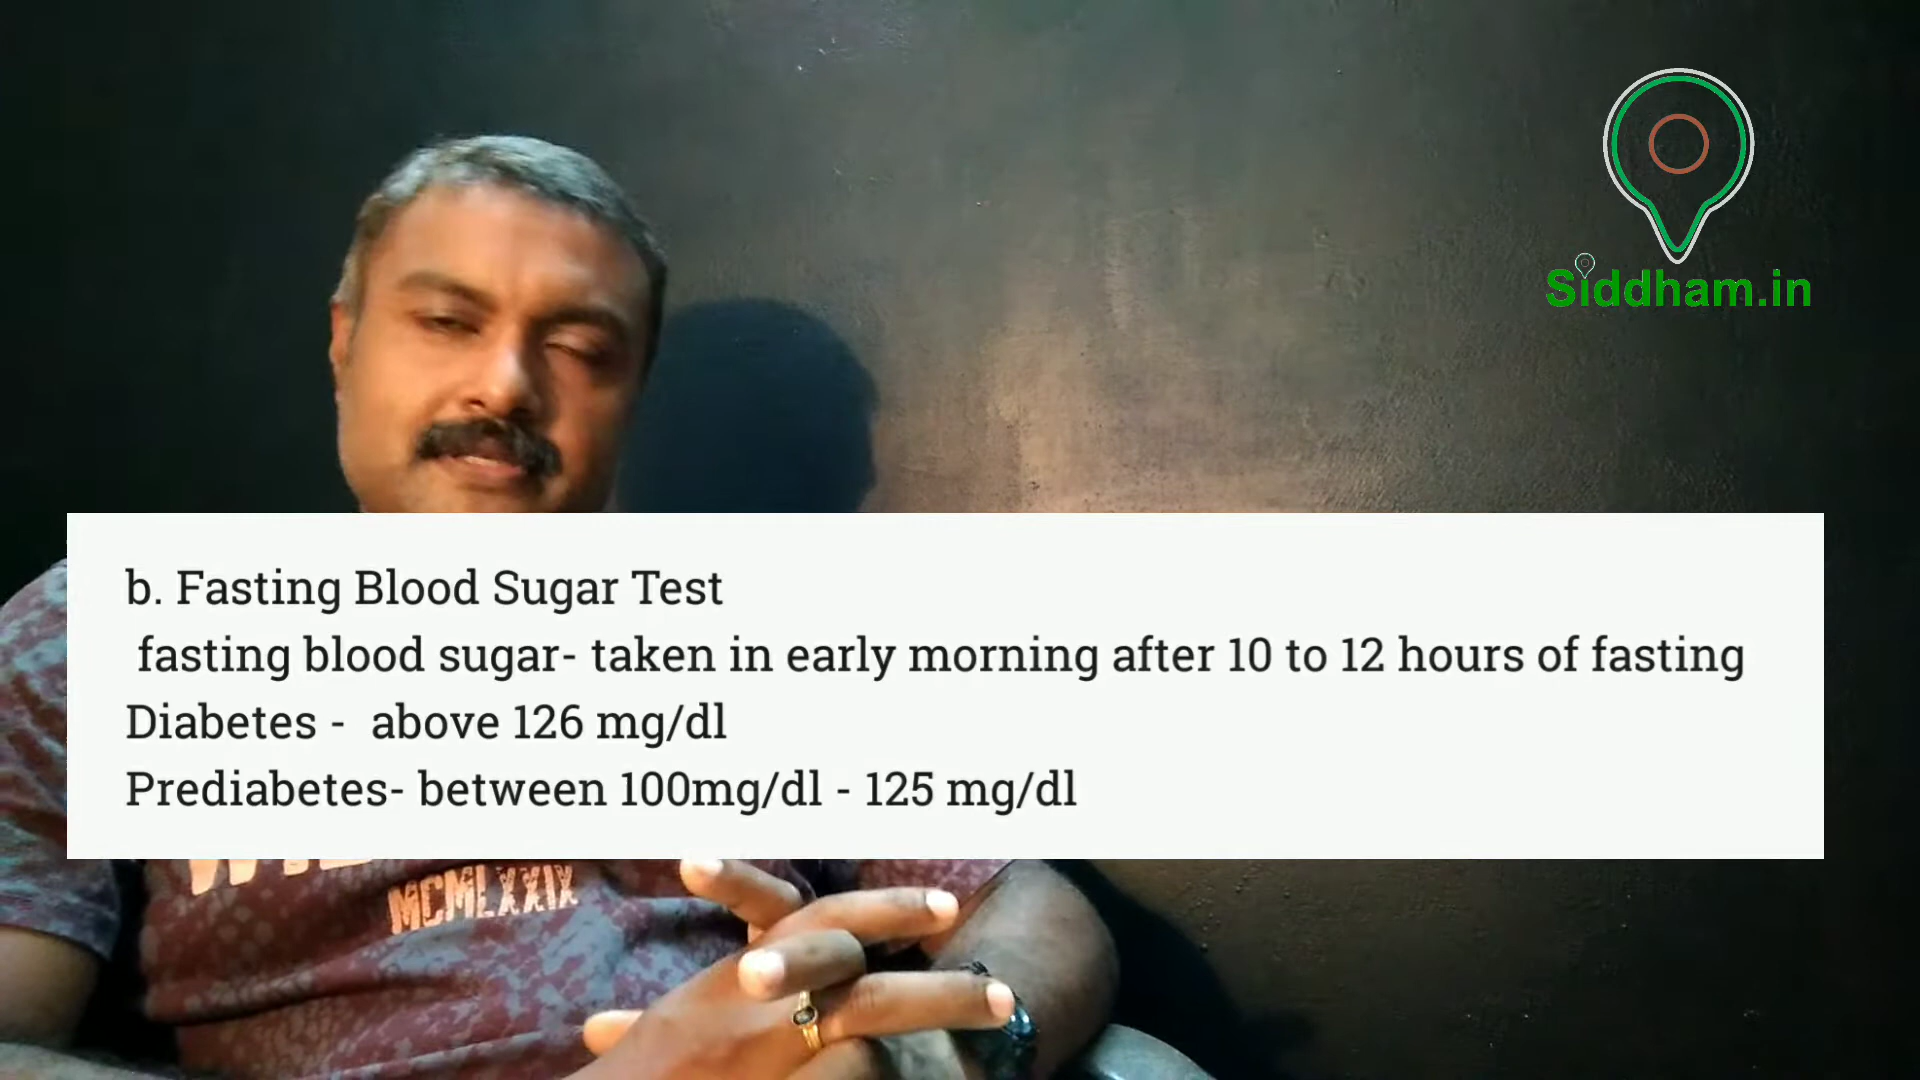 Siddham.in
b. Fasting Blood Sugar Test
fasting blood sugar- taken in early morning after 10 to 12 hours of fasting
Diabetes - above 126 mg/dl
Prediabetes- between 100mg/dl - 125 mg/dl
MCMLXXIX